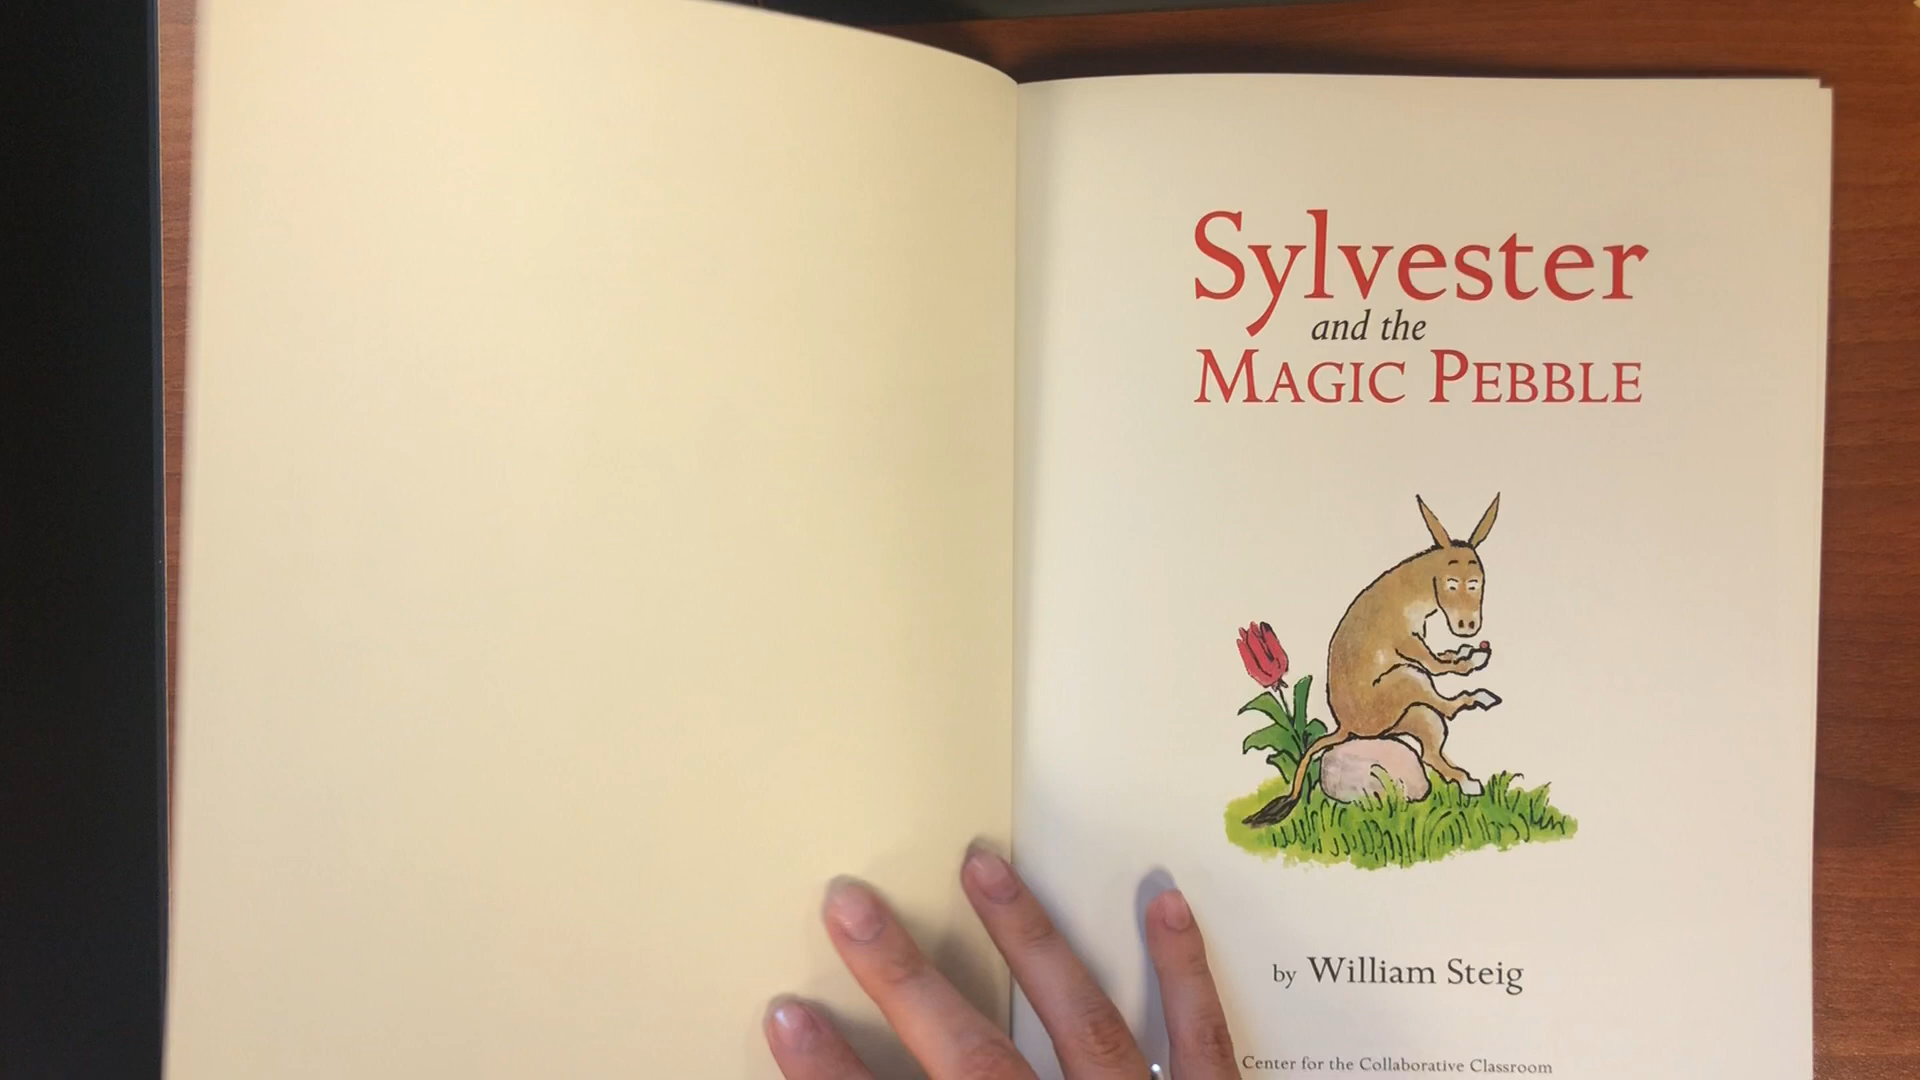 Sylvester
and the
MAGIC PEBBLE
by William Steig
Center for the Collaborative Classroom